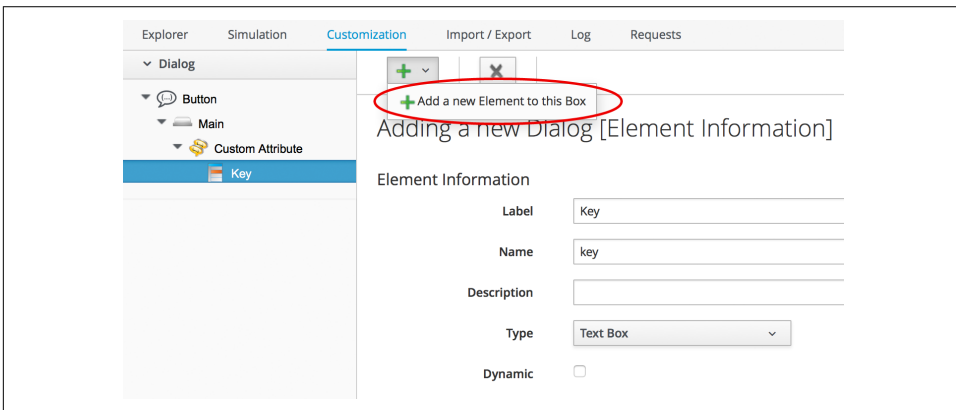 Explorer Simulation Customization Import / Export Log Requests
Dialog
Button
Main
Custom Attribute
Key
Add a new Element to this Box
Adding a new Dialog [Element Information]
Element Information
Label Key
Name key
Description
Type Text Box
Dynamic